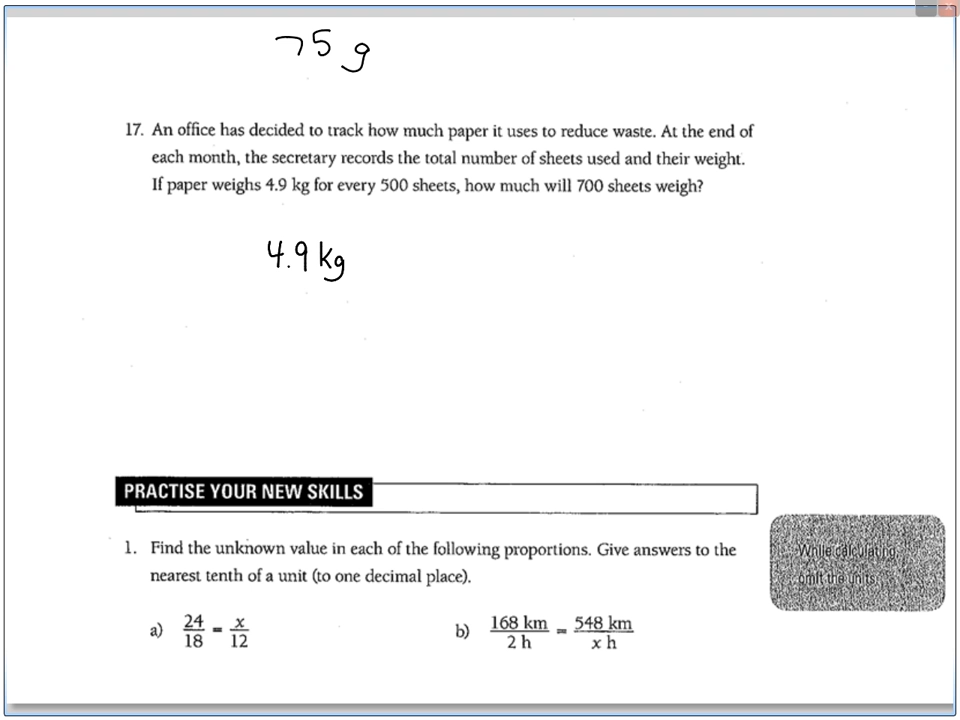 75 g
17. An office has decided to track how much paper it uses to reduce waste. At the end of
each month, the secretary records the total number of sheets used and their weight.
If paper weighs 4.9 kg for every 500 sheets, how much will 700 sheets weigh?
4.9 kg
PRACTISE YOUR NEW SKILLS
1. Find the unknown value in each of the following proportions. Give answers to the
nearest tenth of a unit (to one decimal place).
While calculating,
omit the units.
a) 24/18 = x/12
b) 168 km/2 h = 548 km/x h